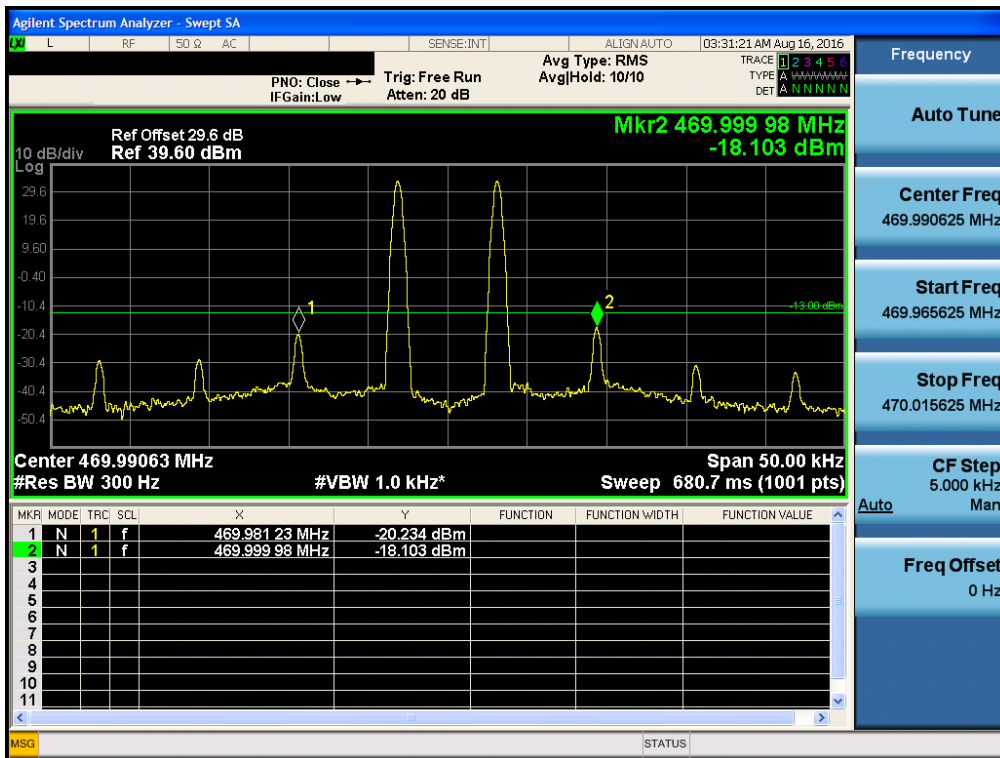 Agilent Spectrum Analyzer - Swept SA
LXI L RF 50 Ω AC SENSE:INT ALIGN AUTO 03:31:21 AM Aug 16, 2016
PNO: Close Trig: Free Run Avg Type: RMS TRACE 1 2 3 4 5 6
IFGain:Low Atten: 20 dB Avg|Hold: 10/10 TYPE A WWWWW
DET A N N N N N
Ref Offset 29.6 dB Mkr2 469.999 98 MHz
10 dB/div Ref 39.60 dBm -18.103 dBm
Log
29.6
19.6
9.60
-0.40
-10.4
-20.4
-30.4
-40.4
-50.4
1
2
-13.00 dBm
Center 469.99063 MHz Span 50.00 kHz
#Res BW 300 Hz #VBW 1.0 kHz* Sweep 680.7 ms (1001 pts)
MKR MODE TRC SCL X Y FUNCTION FUNCTION WIDTH FUNCTION VALUE
1 N 1 f 469.981 23 MHz -20.234 dBm
2 N 1 f 469.999 98 MHz -18.103 dBm
3
4
5
6
7
8
9
10
11
MSG STATUS
Frequency
Auto Tune
Center Freq
469.990625 MHz
Start Freq
469.965625 MHz
Stop Freq
470.015625 MHz
CF Step
5.000 kHz
Auto Man
Freq Offset
0 Hz